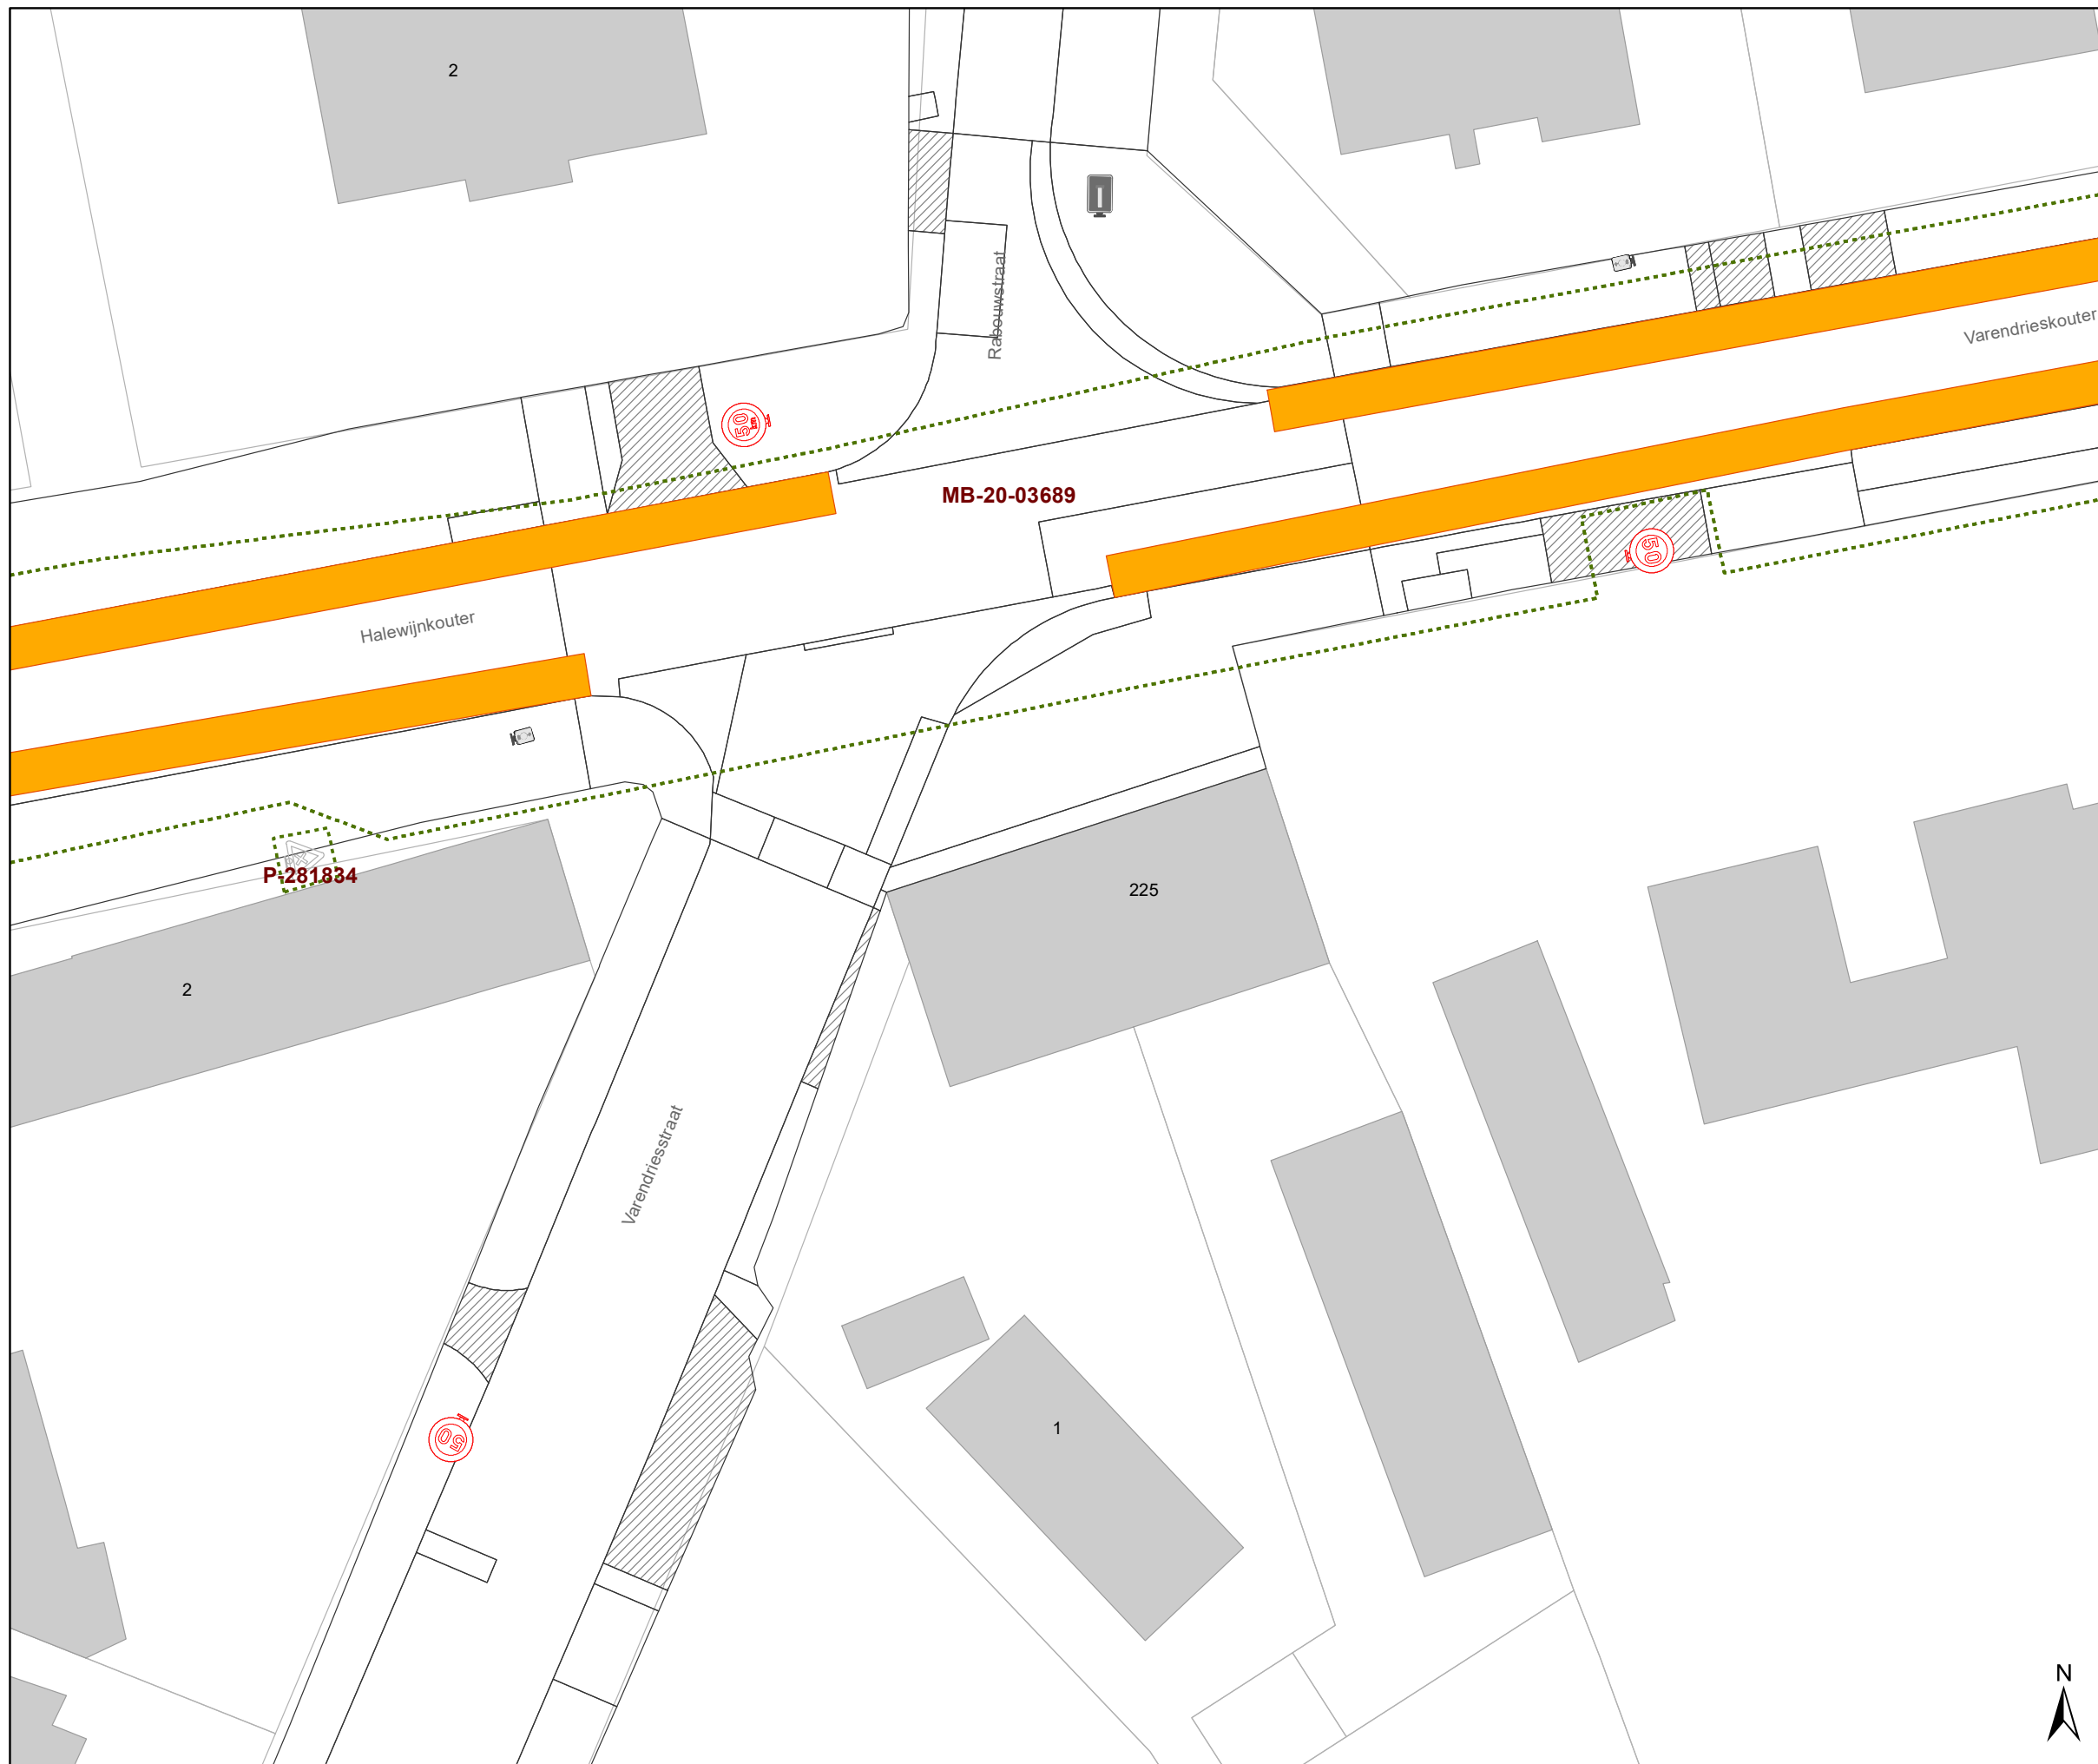 2
Rabouwstraat
Varendrieskouter
50
MB-20-03689
50
Halewijnkouter
P-281834
225
2
Varendriesstraat
1
50
N